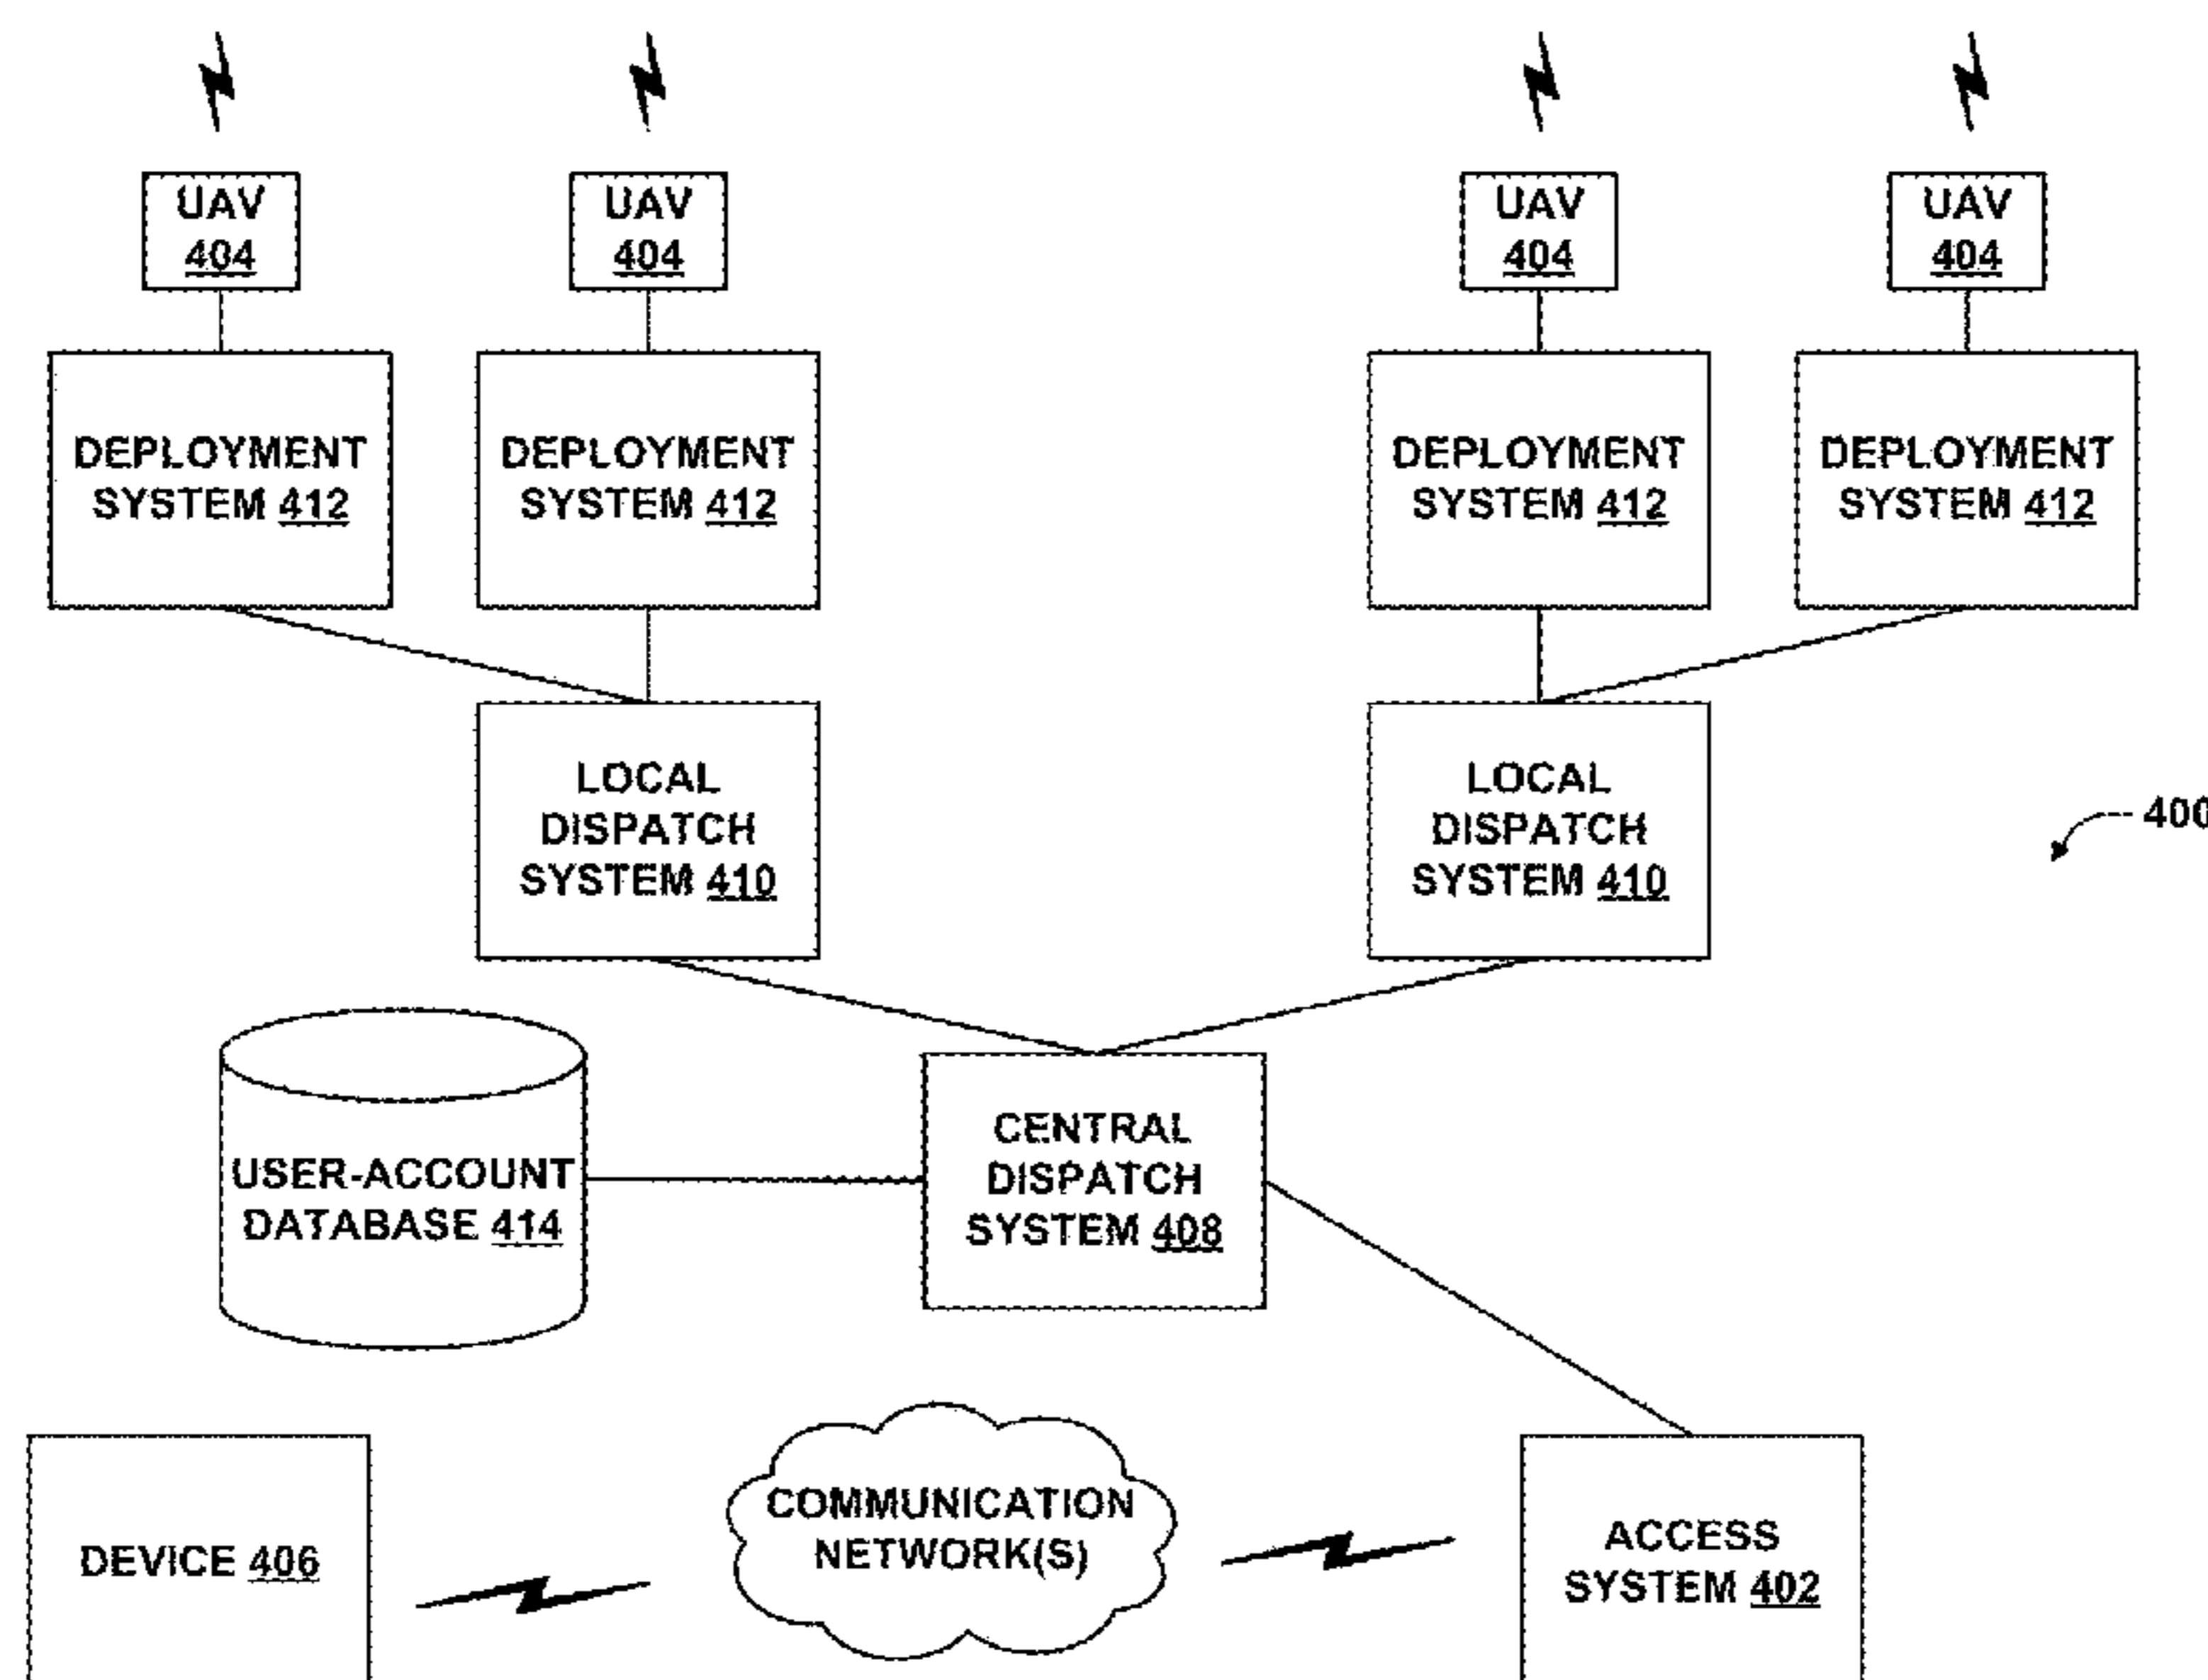 UAV
404
UAV
404
UAV
404
UAV
404
DEPLOYMENT
SYSTEM 412
DEPLOYMENT
SYSTEM 412
DEPLOYMENT
SYSTEM 412
DEPLOYMENT
SYSTEM 412
LOCAL
DISPATCH
SYSTEM 410
LOCAL
DISPATCH
SYSTEM 410
400
CENTRAL
DISPATCH
SYSTEM 408
USER-ACCOUNT
DATABASE 414
COMMUNICATION
NETWORK(S)
DEVICE 406
ACCESS
SYSTEM 402